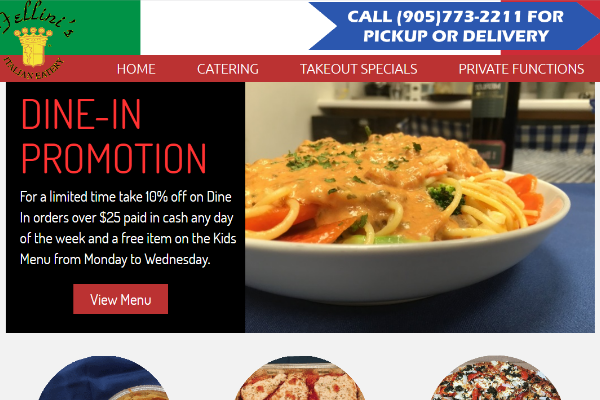 Fellini's
ITALIAN EATERY
CALL (905)773-2211 FOR
PICKUP OR DELIVERY
HOME CATERING TAKEOUT SPECIALS PRIVATE FUNCTIONS
DINE-IN
PROMOTION
For a limited time take 10% off on Dine
In orders over $25 paid in cash any day
of the week and a free item on the Kids
Menu from Monday to Wednesday.
View Menu